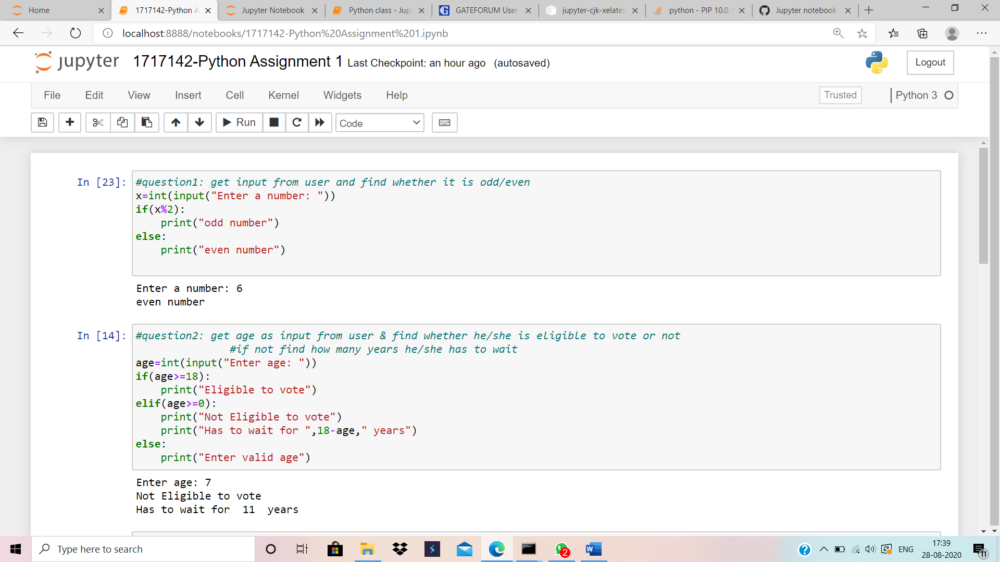 Home
1717142-Python A
Jupyter Notebook
Python class - Jup
GATEFORUM User
jupyter-cjk-xelatex
python - PIP 10.0.1
Jupyter notebook
localhost:8888/notebooks/1717142-Python%20Assignment%201.ipynb
jupyter 1717142-Python Assignment 1 Last Checkpoint: an hour ago (autosaved)
Logout
File Edit View Insert Cell Kernel Widgets Help
Trusted
Python 3
Run
Code
In [23]:
#question1: get input from user and find whether it is odd/even
x=int(input("Enter a number: "))
if(x%2):
    print("odd number")
else:
    print("even number")
Enter a number: 6
even number
In [14]:
#question2: get age as input from user & find whether he/she is eligible to vote or not
               #if not find how many years he/she has to wait
age=int(input("Enter age: "))
if(age>=18):
    print("Eligible to vote")
elif(age>=0):
    print("Not Eligible to vote")
    print("Has to wait for ",18-age," years")
else:
    print("Enter valid age")
Enter age: 7
Not Eligible to vote
Has to wait for  11  years
Type here to search
2
W
ENG
17:39
28-08-2020
11